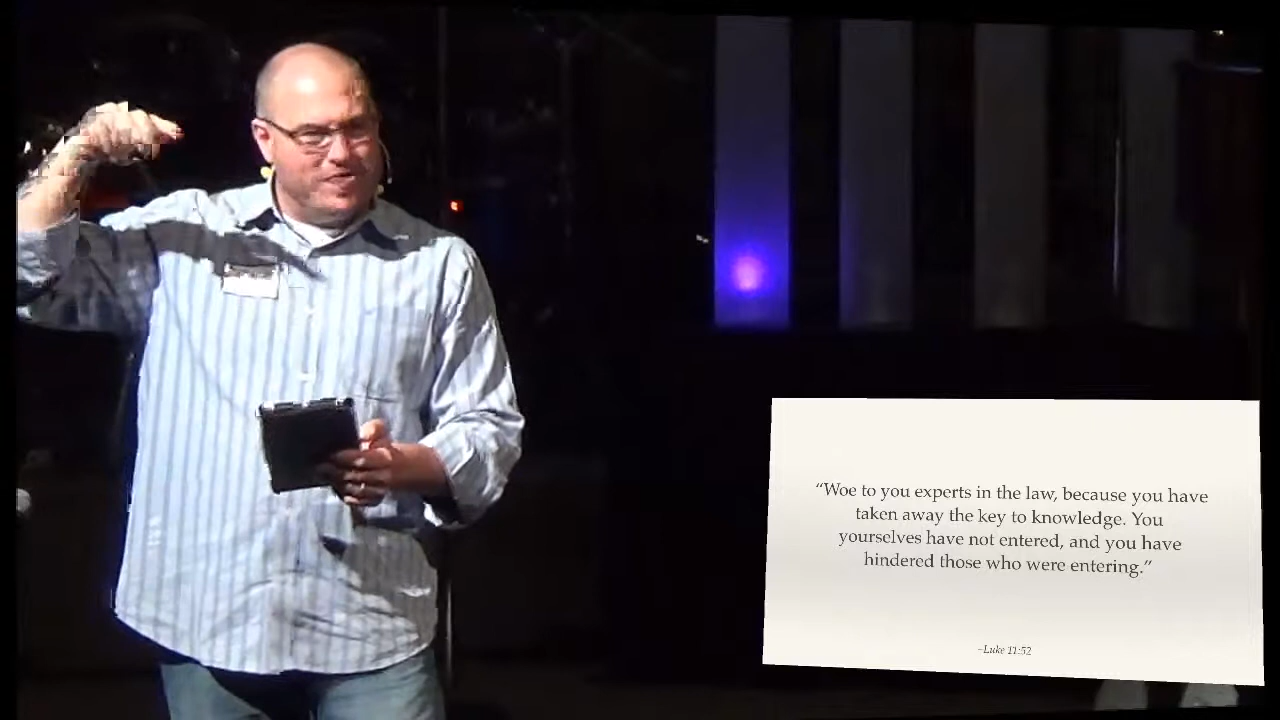 “Woe to you experts in the law, because you have
taken away the key to knowledge. You
yourselves have not entered, and you have
hindered those who were entering.”
–Luke 11:52